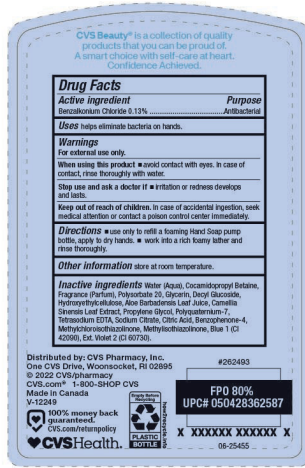 CVS Beauty® is a collection of quality
products that you can be proud of.
A smart choice with self-care at heart.
Confidence Achieved.
Drug Facts
Active ingredient Purpose
Benzalkonium Chloride 0.13% ............................ Antibacterial
Uses helps eliminate bacteria on hands.
Warnings
For external use only.
When using this product ■ avoid contact with eyes. In case of
contact, rinse thoroughly with water.
Stop use and ask a doctor if ■ irritation or redness develops
and lasts.
Keep out of reach of children. In case of accidental ingestion, seek
medical attention or contact a poison control center immediately.
Directions ■ use only to refill a foaming Hand Soap pump
bottle, apply to dry hands. ■ work into a rich foamy lather and
rinse thoroughly.
Other information store at room temperature.
Inactive ingredients Water (Aqua), Cocamidopropyl Betaine,
Fragrance (Parfum), Polysorbate 20, Glycerin, Decyl Glucoside,
Hydroxyethylcellulose, Aloe Barbadensis Leaf Juice, Camellia
Sinensis Leaf Extract, Propylene Glycol, Polyquaternium-7,
Tetrasodium EDTA, Sodium Citrate, Citric Acid, Benzophenone-4,
Methylchloroisothiazolinone, Methylisothiazolinone, Blue 1 (CI
42090), Ext. Violet 2 (CI 60730).
Distributed by: CVS Pharmacy, Inc.
One CVS Drive, Woonsocket, RI 02895
© 2022 CVS/pharmacy
CVS.com® 1-800-SHOP CVS
Made in Canada
V-12249
100% money back
guaranteed.
CVS.com/returnpolicy
CVSHealth.
Empty Before
Recycling
PLASTIC
BOTTLE
how2recycle.info
#262493
FPO 80%
UPC# 050428362587
X XXXXXX XXXXXX X
06-25455